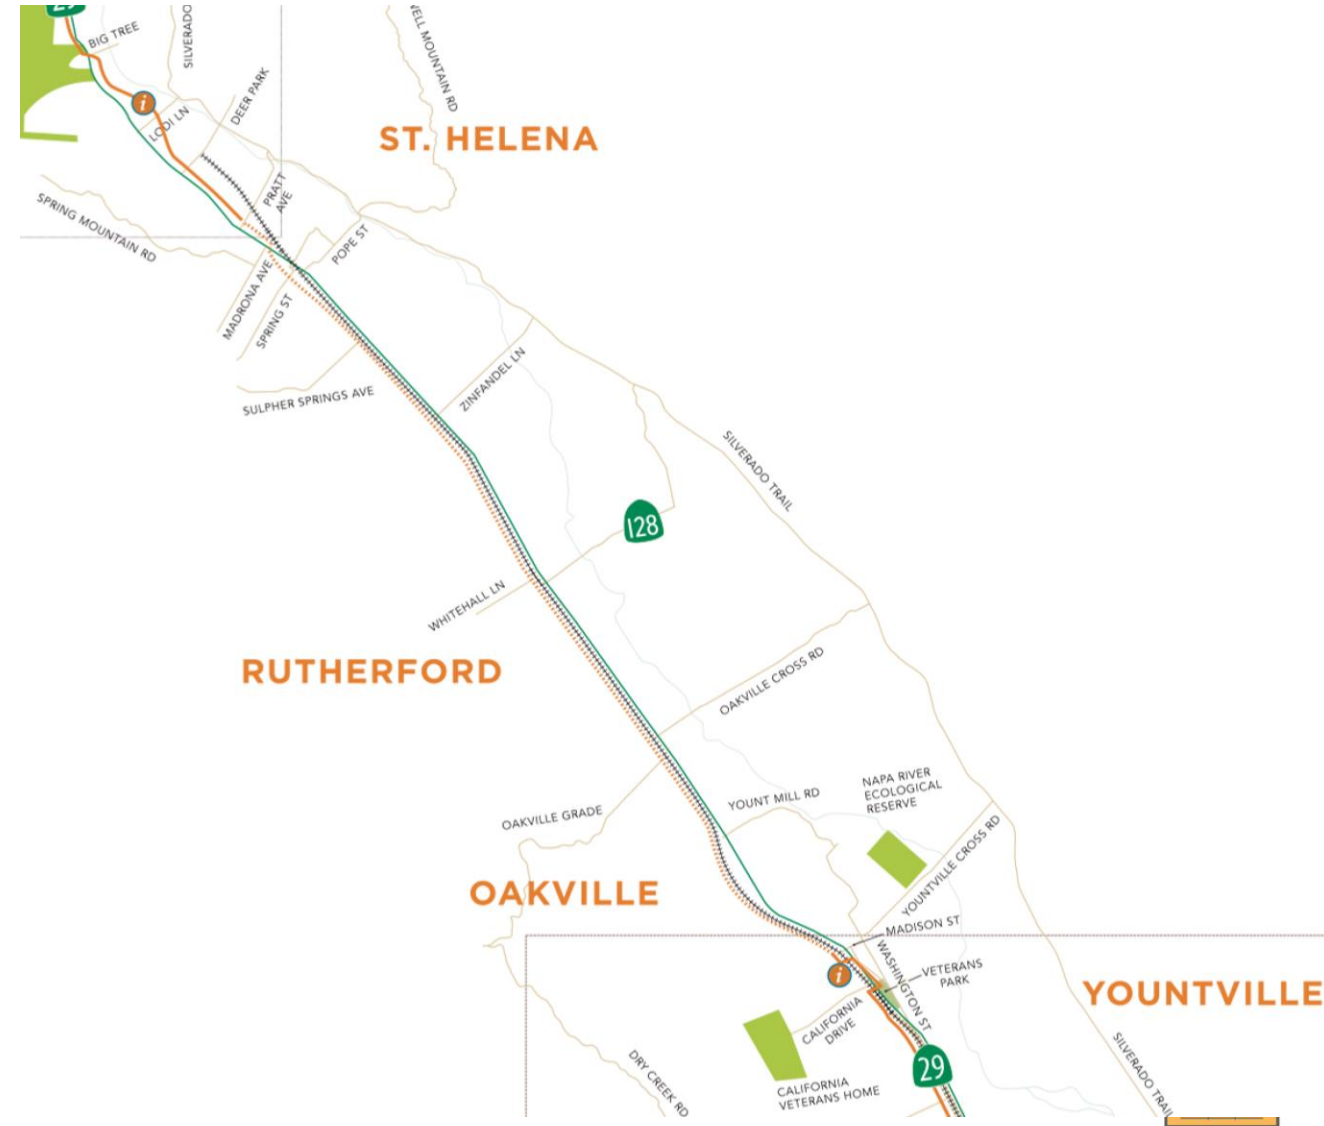 29
BIG TREE
SILVERADO
DEER PARK
i
LODI LN
ST. HELENA
PRATT
AVE
SPRING MOUNTAIN RD
POPE ST
MADRONA AVE
SPRING ST
ZINFANDEL LN
SULPHER SPRINGS AVE
SILVERADO TRAIL
128
WHITEHALL LN
RUTHERFORD
OAKVILLE CROSS RD
NAPA RIVER
ECOLOGICAL
RESERVE
YOUNT MILL RD
OAKVILLE GRADE
YOUNTVILLE CROSS RD
OAKVILLE
MADISON ST
WASHINGTON ST
i
VETERANS
PARK
YOUNTVILLE
CALIFORNIA
DRIVE
29
DRY CREEK RD
CALIFORNIA
VETERANS HOME
SILVERADO TRAIL